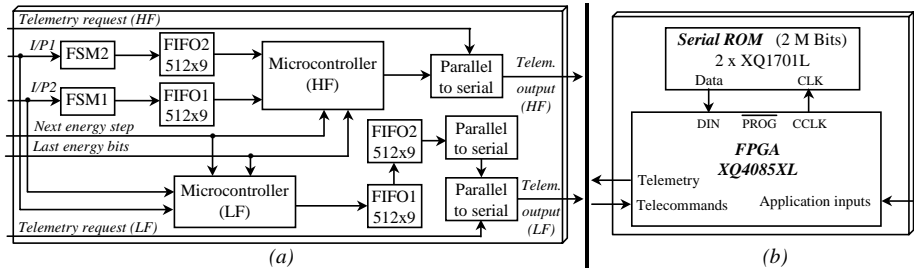 Telemetry request (HF)
I/P1
FSM2
FIFO2
512x9
Microcontroller
(HF)
Parallel
to serial
Telem.
output
(HF)
I/P2
FSM1
FIFO1
512x9
Next energy step
Last energy bits
FIFO2
512x9
Parallel
to serial
Microcontroller
(LF)
FIFO1
512x9
Parallel
to serial
Telem.
output
(LF)
Telemetry request (LF)
(a)
Serial ROM (2 M Bits)
2 x XQ1701L
Data CLK
DIN PROG CCLK
FPGA
XQ4085XL
Telemetry
Telecommands
Application inputs
(b)